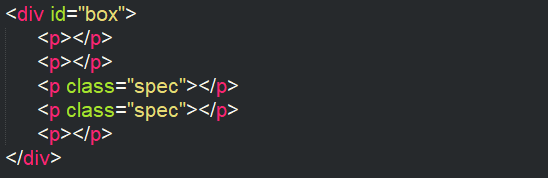 <div id="box">
<p></p>
<p></p>
<p class="spec"></p>
<p class="spec"></p>
<p></p>
</div>